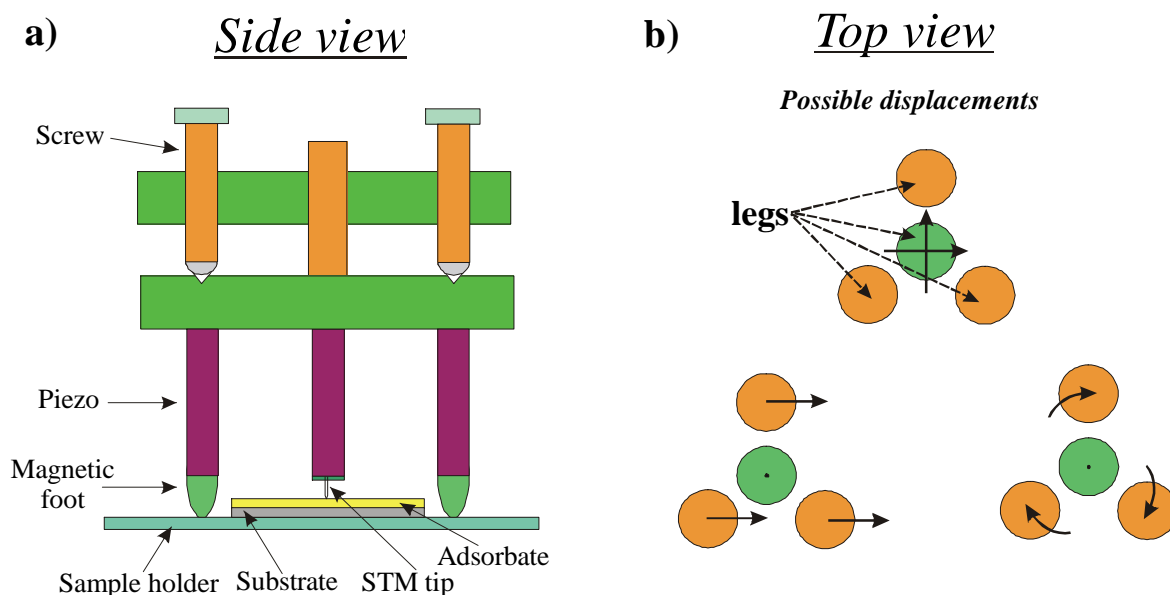 a)
Side view
Screw
Piezo
Magnetic
foot
Sample holder
Substrate
STM tip
Adsorbate
b)
Top view
Possible displacements
legs